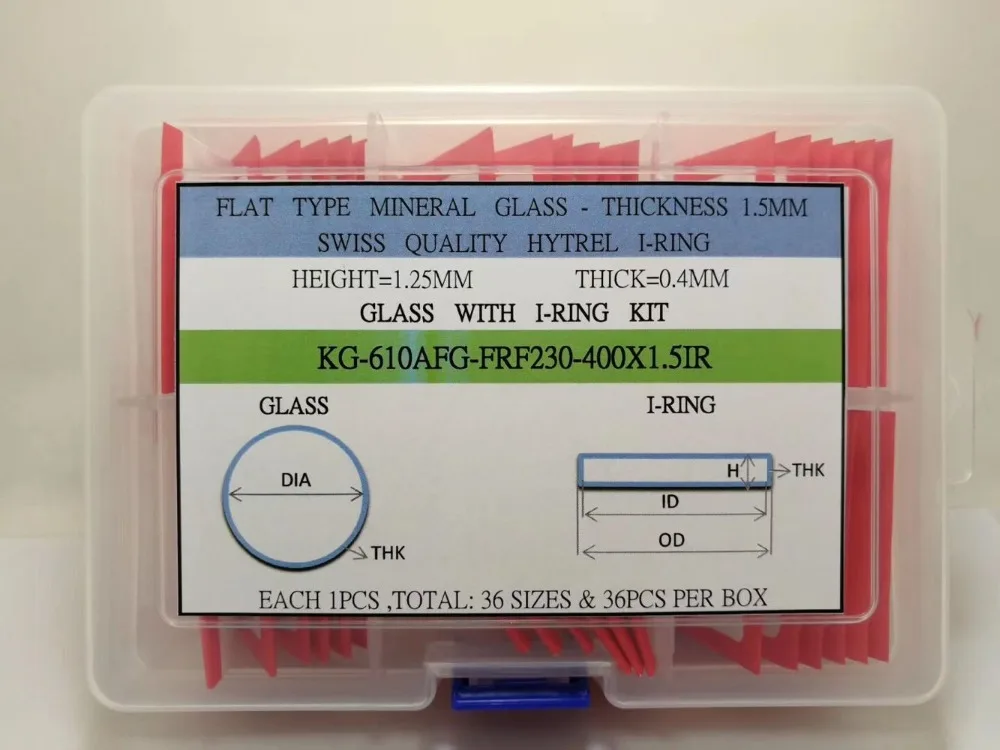 FLAT TYPE MINERAL GLASS - THICKNESS 1.5MM
SWISS QUALITY HYTREL I-RING
HEIGHT=1.25MM THICK=0.4MM
GLASS WITH I-RING KIT
KG-610AFG-FRF230-400X1.5IR
GLASS I-RING
DIA
THK
H THK
ID
OD
EACH 1PCS ,TOTAL: 36 SIZES & 36PCS PER BOX